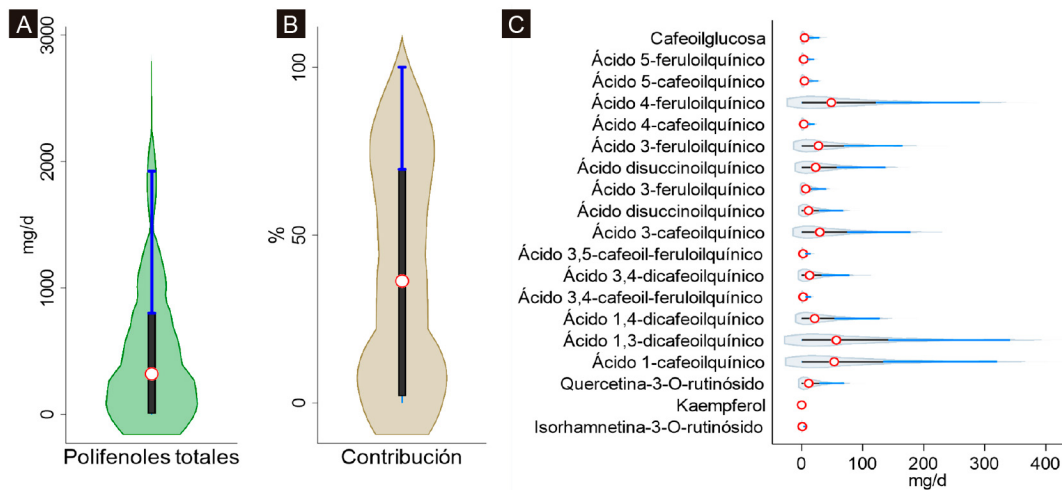 A
3000
2000
1000
0
mg/d
Polifenoles totales
B
100
50
0
%
Contribución
C
Cafeoilglucosa
Ácido 5-feruloilquínico
Ácido 5-cafeoilquínico
Ácido 4-feruloilquínico
Ácido 4-cafeoilquínico
Ácido 3-feruloilquínico
Ácido disuccinoilquínico
Ácido 3-feruloilquínico
Ácido disuccinoilquínico
Ácido 3-cafeoilquínico
Ácido 3,5-cafeoil-feruloilquínico
Ácido 3,4-dicafeoilquínico
Ácido 3,4-cafeoil-feruloilquínico
Ácido 1,4-dicafeoilquínico
Ácido 1,3-dicafeoilquínico
Ácido 1-cafeoilquínico
Quercetina-3-O-rutinósido
Kaempferol
Isorhamnetina-3-O-rutinósido
0 100 200 300 400
mg/d